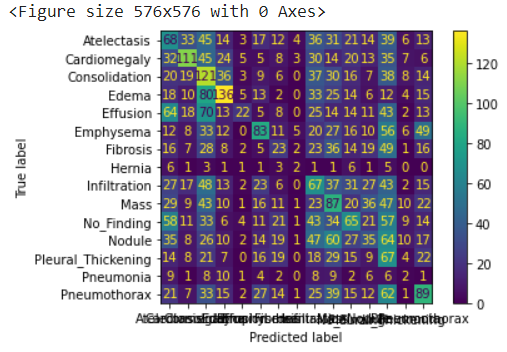 <Figure size 576x576 with 0 Axes>
True label
Atelectasis 68 33 45 14 3 17 12 4 36 31 21 14 39 6 13
Cardiomegaly 32 111 45 24 5 5 8 3 30 14 20 13 35 7 6
Consolidation 20 19 121 36 3 9 6 0 37 30 16 7 38 8 14
Edema 18 10 80 136 5 13 2 0 33 25 14 6 12 4 15
Effusion 64 18 70 13 22 5 8 0 25 14 14 11 43 2 13
Emphysema 12 8 33 12 0 83 11 5 20 27 16 10 56 6 49
Fibrosis 16 7 28 8 2 5 23 2 23 36 14 19 49 1 16
Hernia 6 1 3 1 1 3 2 1 1 6 1 5 0 0
Infiltration 27 17 48 13 2 23 6 0 67 37 31 27 43 2 15
Mass 29 9 43 10 1 16 11 1 23 87 20 36 47 10 22
No_Finding 58 11 33 6 4 11 21 1 43 34 65 21 57 9 14
Nodule 35 8 26 10 2 14 19 1 47 60 27 35 64 10 17
Pleural_Thickening 14 8 21 7 0 16 19 0 18 29 15 9 67 4 22
Pneumonia 9 1 8 10 1 4 2 0 8 9 2 6 6 2 1
Pneumothorax 21 7 33 15 2 27 14 1 25 39 15 12 62 1 89
Predicted label
120
100
80
60
40
20
0